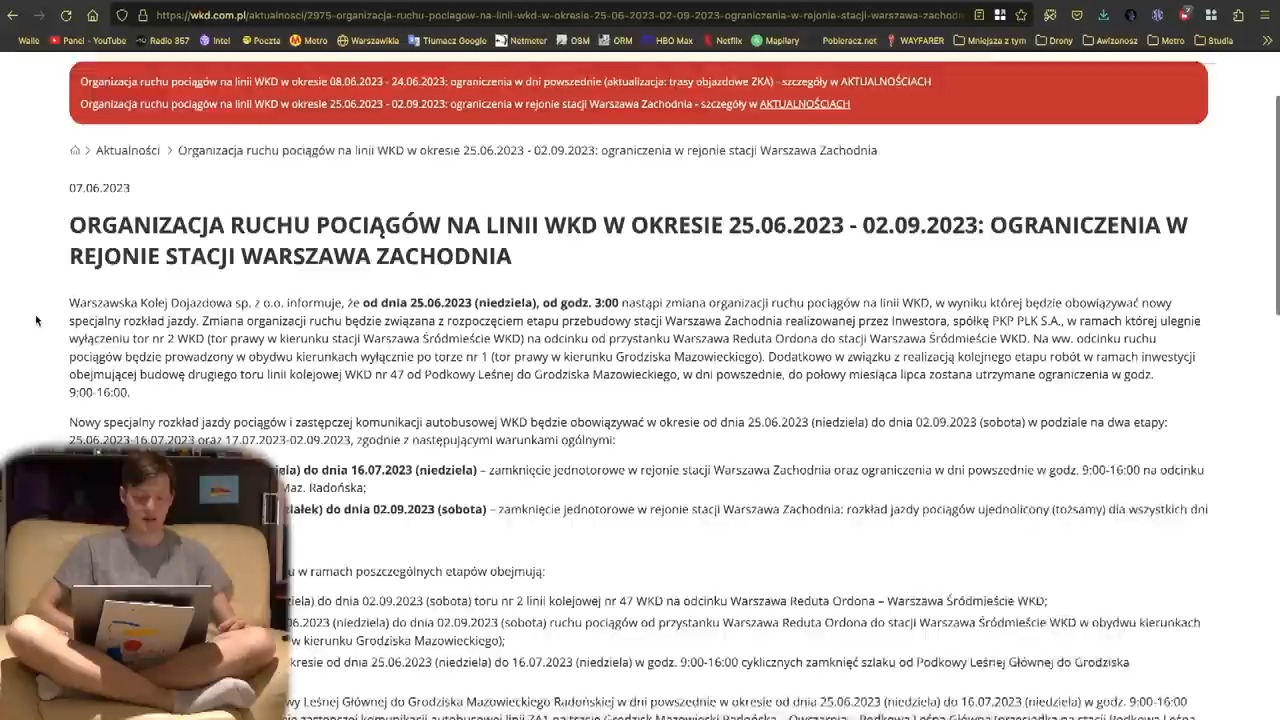 https://wkd.com.pl/aktualnosci/2975-organizacja-ruchu-pociagow-na-linii-wkd-w-okresie-25-06-2023-02-09-2023-ograniczenia-w-rejonie-stacji-warszawa-zachodn
Walle Panel - YouTube Radio 357 Intel Poczta Metro Warszawikia Tłumacz Google Netmeter OSM ORM HBO Max Netflix Mapilary Pobieracz.net WAYFARER Mniejsza z tym Drony Awizonosz Metro Studia
Organizacja ruchu pociągów na linii WKD w okresie 08.06.2023 - 24.06.2023: ograniczenia w dni powszednie (aktualizacja: trasy objazdowe ZKA) - szczegóły w AKTUALNOŚCIACH
Organizacja ruchu pociągów na linii WKD w okresie 25.06.2023 - 02.09.2023: ograniczenia w rejonie stacji Warszawa Zachodnia - szczegóły w AKTUALNOŚCIACH
Aktualności > Organizacja ruchu pociągów na linii WKD w okresie 25.06.2023 - 02.09.2023: ograniczenia w rejonie stacji Warszawa Zachodnia
07.06.2023
ORGANIZACJA RUCHU POCIĄGÓW NA LINII WKD W OKRESIE 25.06.2023 - 02.09.2023: OGRANICZENIA W
REJONIE STACJI WARSZAWA ZACHODNIA
Warszawska Kolej Dojazdowa sp. z o.o. informuje, że od dnia 25.06.2023 (niedziela), od godz. 3:00 nastąpi zmiana organizacji ruchu pociągów na linii WKD, w wyniku której będzie obowiązywać nowy
specjalny rozkład jazdy. Zmiana organizacji ruchu będzie związana z rozpoczęciem etapu przebudowy stacji Warszawa Zachodnia realizowanej przez Inwestora, spółkę PKP PLK S.A., w ramach której ulegnie
wyłączeniu tor nr 2 WKD (tor prawy w kierunku stacji Warszawa Śródmieście WKD) na odcinku od przystanku Warszawa Reduta Ordona do stacji Warszawa Śródmieście WKD. Na ww. odcinku ruchu
pociągów będzie prowadzony w obydwu kierunkach wyłącznie po torze nr 1 (tor prawy w kierunku Grodziska Mazowieckiego). Dodatkowo w związku z realizacją kolejnego etapu robót w ramach inwestycji
obejmującej budowę drugiego toru linii kolejowej WKD nr 47 od Podkowy Leśnej do Grodziska Mazowieckiego, w dni powszednie, do połowy miesiąca lipca zostana utrzymane ograniczenia w godz.
9:00-16:00.
Nowy specjalny rozkład jazdy pociągów i zastępczej komunikacji autobusowej WKD będzie obowiązywać w okresie od dnia 25.06.2023 (niedziela) do dnia 02.09.2023 (sobota) w podziale na dwa etapy:
25.06.2023-16.07.2023 oraz 17.07.2023-02.09.2023, zgodnie z następującymi warunkami ogólnymi:
do dnia 16.07.2023 (niedziela) – zamknięcie jednotorowe w rejonie stacji Warszawa Zachodnia oraz ograniczenia w dni powszednie w godz. 9:00-16:00 na odcinku
Maz. Radońska;
do dnia 02.09.2023 (sobota) – zamknięcie jednotorowe w rejonie stacji Warszawa Zachodnia; rozkład jazdy pociągów ujednolicony (tożsamy) dla wszystkich dni
w ramach poszczególnych etapów obejmują:
do dnia 02.09.2023 (sobota) toru nr 2 linii kolejowej nr 47 WKD na odcinku Warszawa Reduta Ordona – Warszawa Śródmieście WKD;
(niedziela) do dnia 02.09.2023 (sobota) ruchu pociągów od przystanku Warszawa Reduta Ordona do stacji Warszawa Śródmieście WKD w obydwu kierunkach
w kierunku Grodziska Mazowieckiego);
okresie od dnia 25.06.2023 (niedziela) do 16.07.2023 (niedziela) w godz. 9:00-16:00 cyklicznych zamknięć szlaku od Podkowy Leśnej Głównej do Grodziska
Leśnej Głównej do Grodziska Mazowieckiego Radońskiej w dni powszednie w okresie od dnia 25.06.2023 (niedziela) do 16.07.2023 (niedziela) w godz. 9:00-16:00
zastępczej komunikacji autobusowej linii ZA1 na trasie Grodzisk Mazowiecki Radońska – Owczarnia – Podkowa Leśna Główna